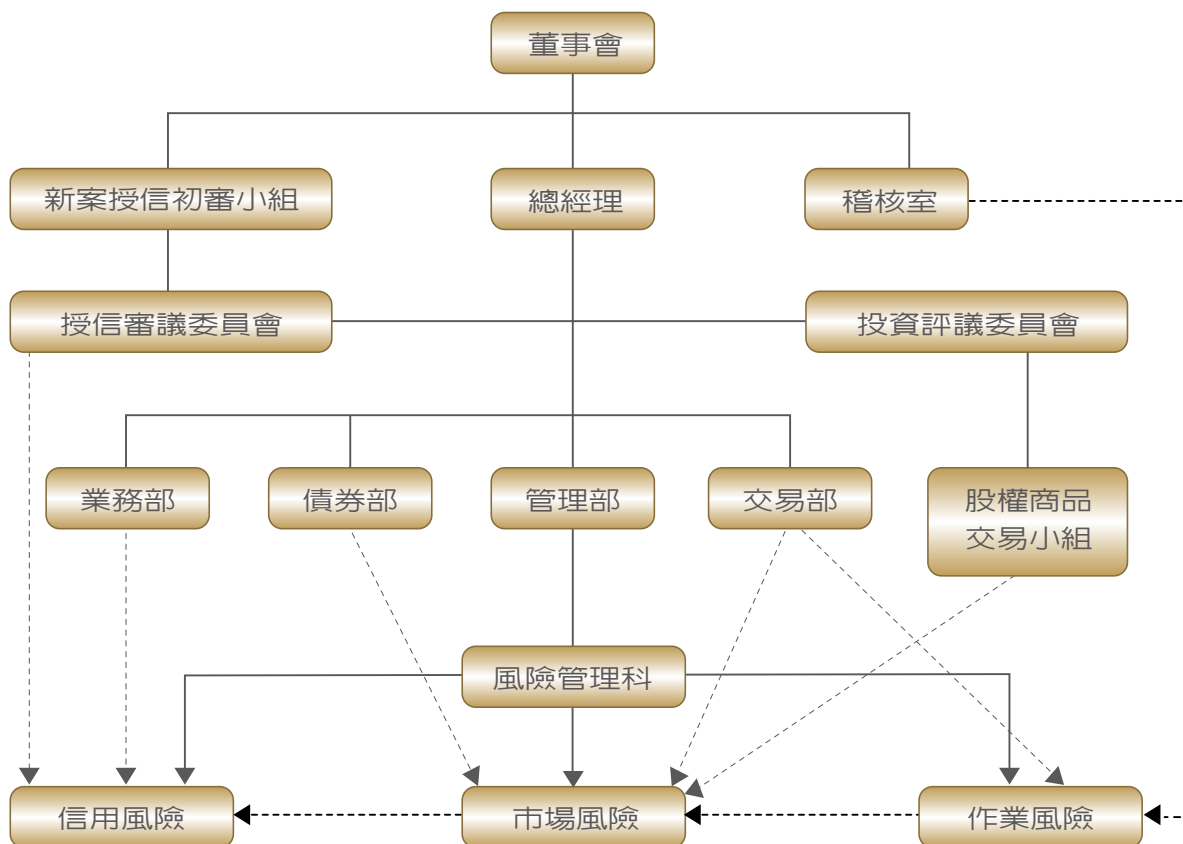 董事會
新案授信初審小組
總經理
稽核室
授信審議委員會
投資評議委員會
業務部
債券部
管理部
交易部
股權商品
交易小組
風險管理科
信用風險
市場風險
作業風險